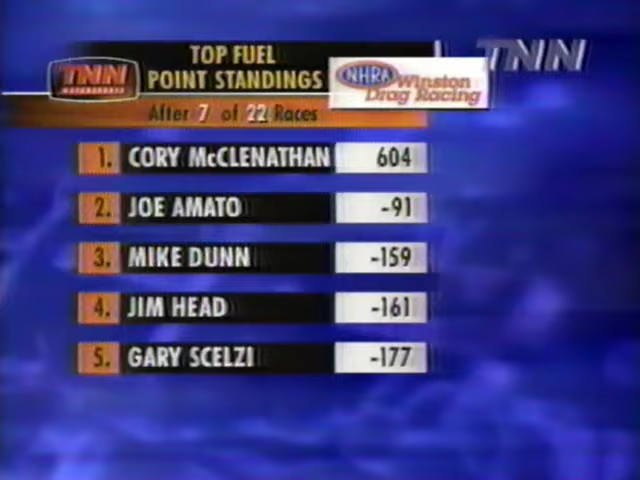 TOP FUEL
POINT STANDINGS
TNN
MOTORSPORTS
NHRA Winston
Drag Racing
TNN
After 7 of 22 Races
1. CORY McCLENATHAN 604
2. JOE AMATO -91
3. MIKE DUNN -159
4. JIM HEAD -161
5. GARY SCELZI -177